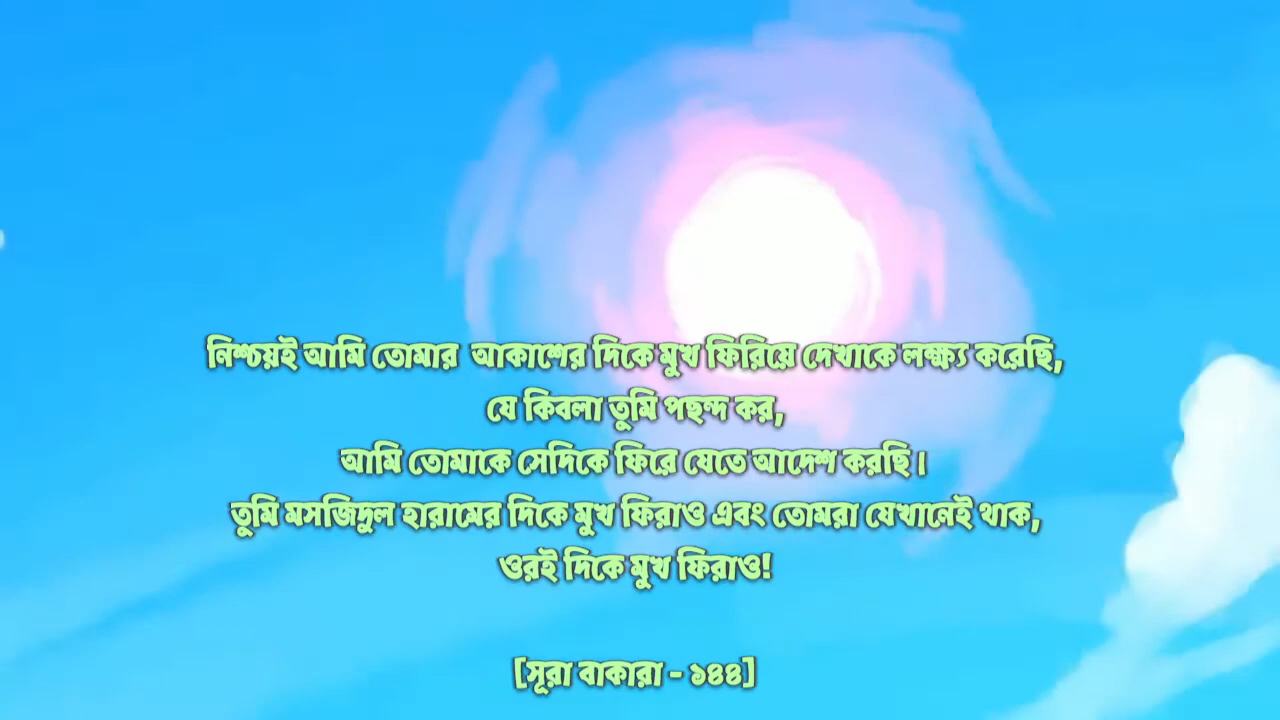 নিশ্চয়ই আমি তোমার আকাশের দিকে মুখ ফিরিয়ে দেখাকে লক্ষ্য করেছি,
যে কিবলা তুমি পছন্দ কর,
আমি তোমাকে সেদিকে ফিরে যেতে আদেশ করছি।
তুমি মসজিদুল হারামের দিকে মুখ ফিরাও এবং তোমরা যেখানেই থাক,
ওরই দিকে মুখ ফিরাও!
[সূরা বাকারা - ১৪৪]